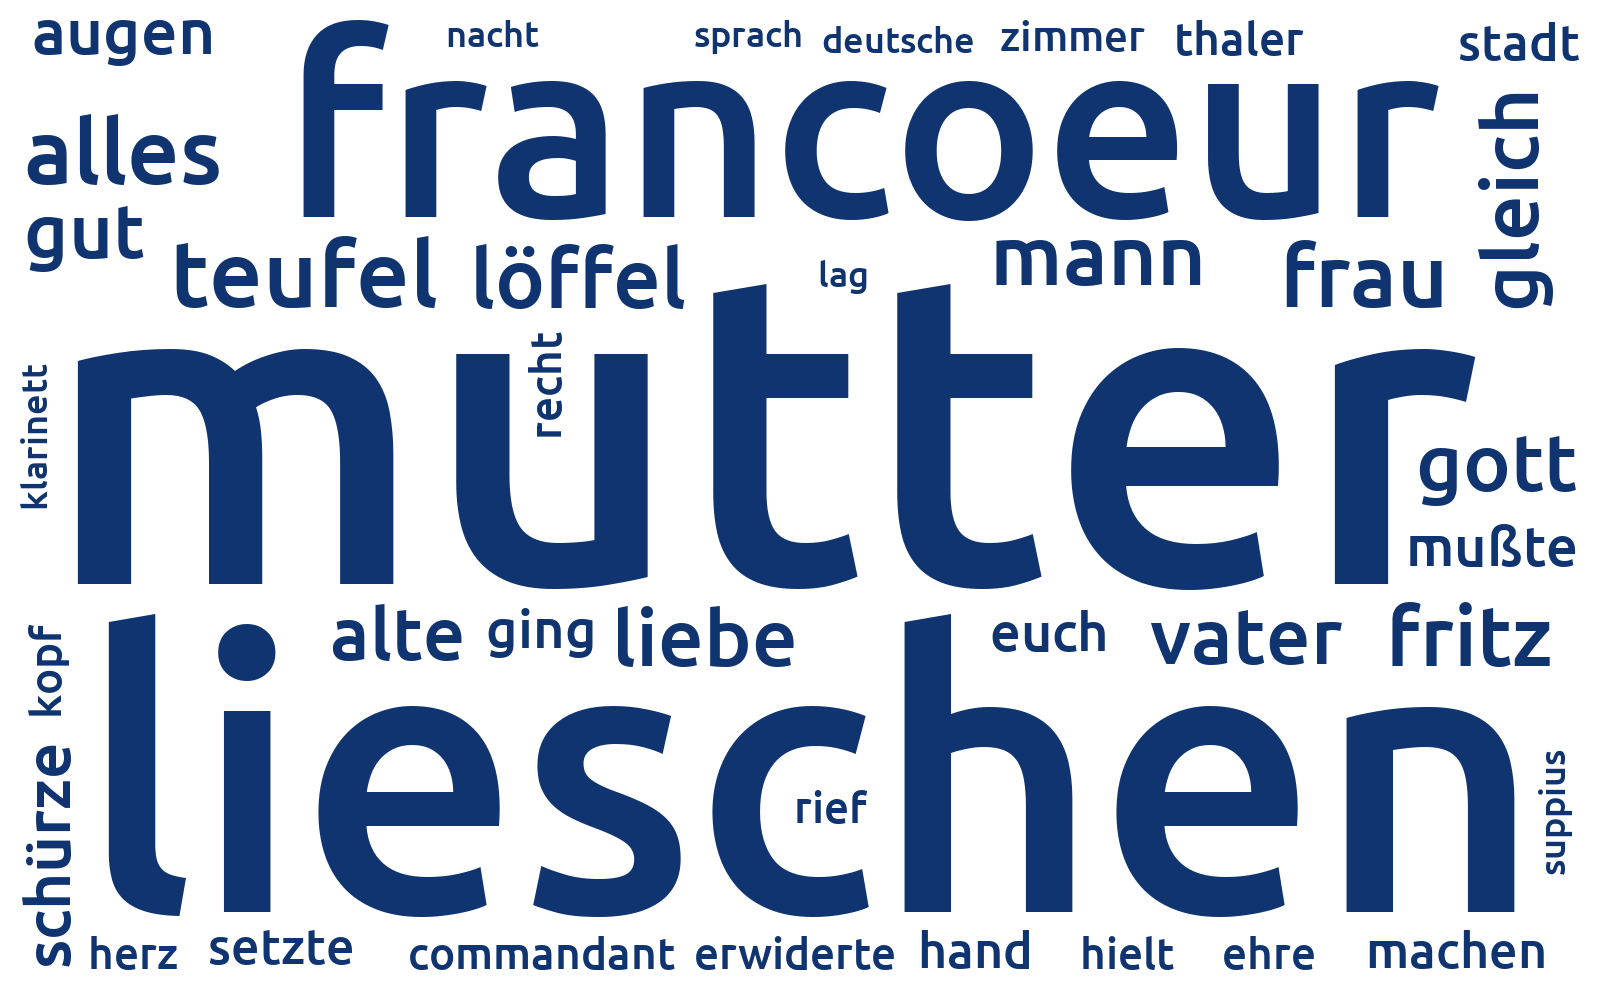 augen
nacht
sprach
deutsche
zimmer
thaler
stadt
francoeur
alles
gleich
gut
teufel
löffel
lag
mann
frau
mutter
recht
klarinett
gott
mußte
alte
ging
liebe
euch
vater
fritz
kopf
lieschen
schürze
rief
suppius
herz
setzte
commandant
erwiderte
hand
hielt
ehre
machen